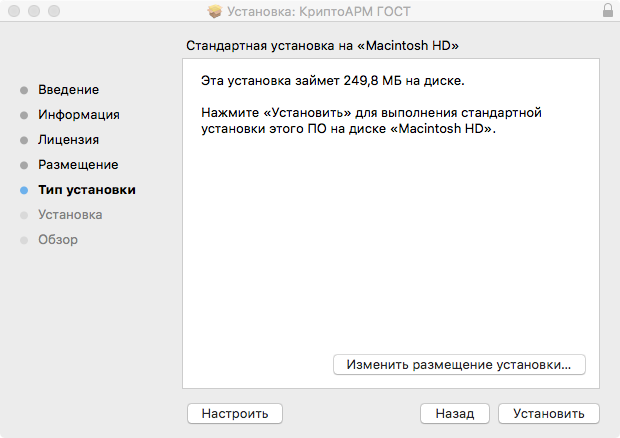 Установка: КриптоАРМ ГОСТ
Стандартная установка на «Macintosh HD»
Введение
Информация
Лицензия
Размещение
Тип установки
Установка
Обзор
Эта установка займет 249,8 МБ на диске.
Нажмите «Установить» для выполнения стандартной
установки этого ПО на диске «Macintosh HD».
Изменить размещение установки...
Настроить
Назад
Установить